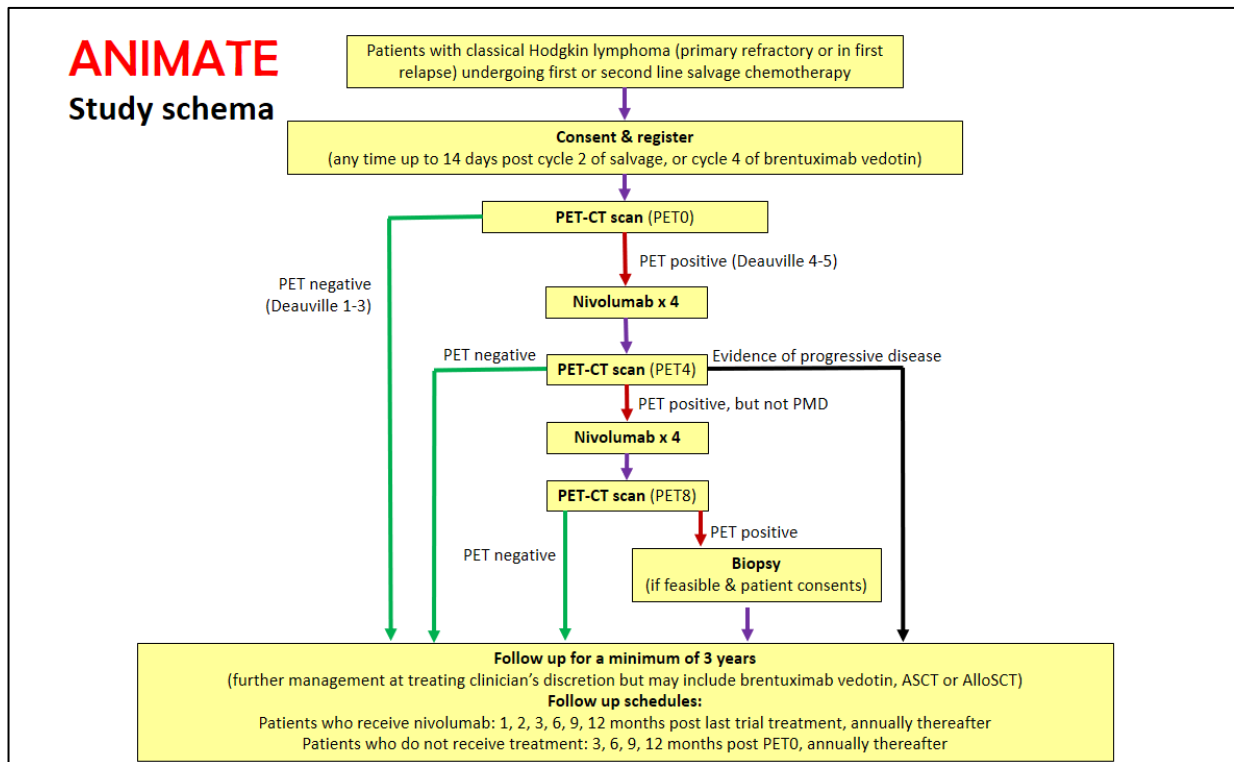 ANIMATE
Study schema
Patients with classical Hodgkin lymphoma (primary refractory or in first
relapse) undergoing first or second line salvage chemotherapy
Consent & register
(any time up to 14 days post cycle 2 of salvage, or cycle 4 of brentuximab vedotin)
PET-CT scan (PET0)
PET positive (Deauville 4-5)
PET negative
(Deauville 1-3)
Nivolumab x 4
PET negative
PET-CT scan (PET4)
Evidence of progressive disease
PET positive, but not PMD
Nivolumab x 4
PET-CT scan (PET8)
PET negative
PET positive
Biopsy
(if feasible & patient consents)
Follow up for a minimum of 3 years
(further management at treating clinician’s discretion but may include brentuximab vedotin, ASCT or AlloSCT)
Follow up schedules:
Patients who receive nivolumab: 1, 2, 3, 6, 9, 12 months post last trial treatment, annually thereafter
Patients who do not receive treatment: 3, 6, 9, 12 months post PET0, annually thereafter